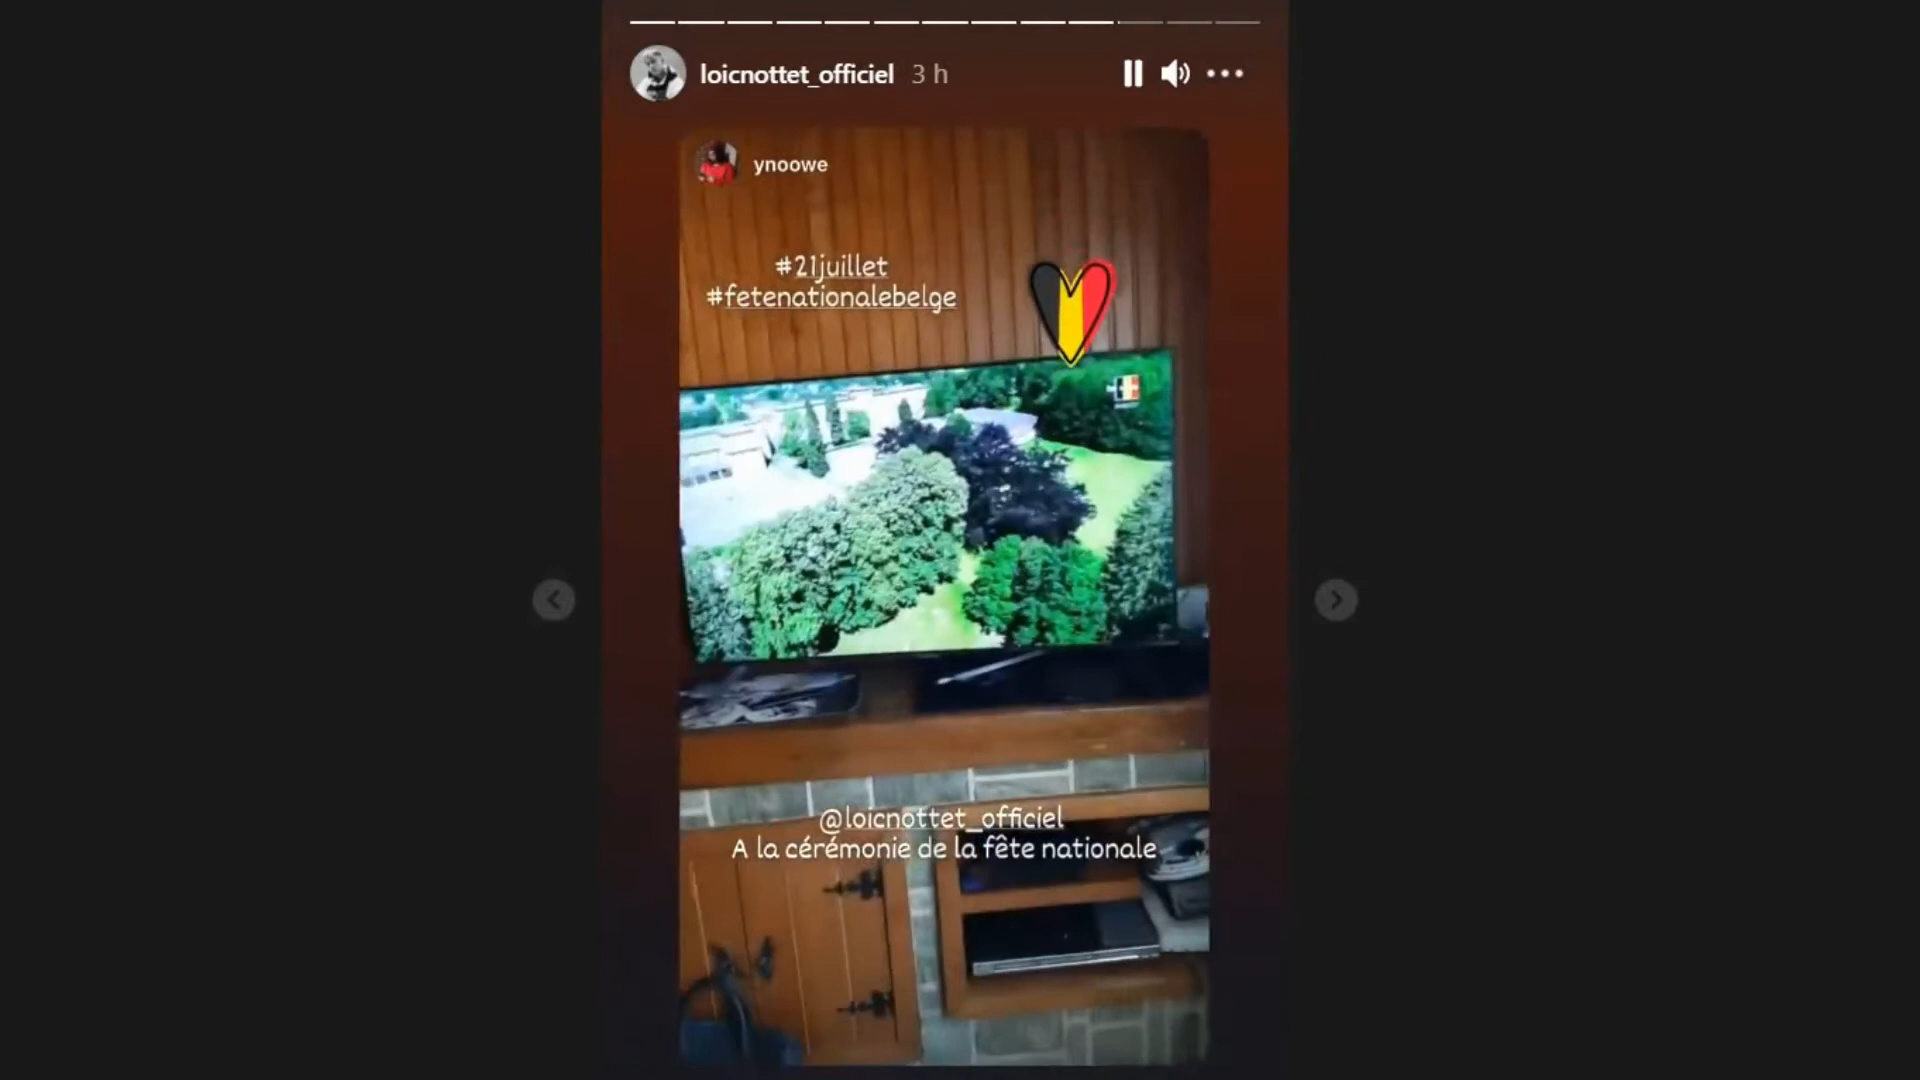 loicnottet_officiel 3 h
ynoowe
#21juillet
#fetenationalebelge
@loicnottet_officiel
A la cérémonie de la fête nationale